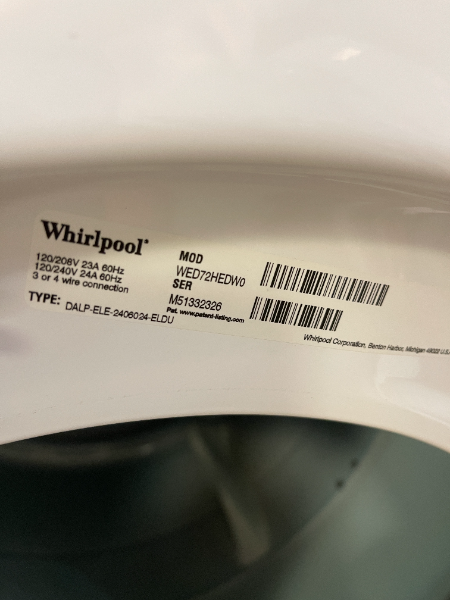 Whirlpool®
120/208V 23A 60Hz
120/240V 24A 60Hz
3 or 4 wire connection
TYPE: DALP-ELE-2406024-ELDU
MOD
WED72HEDW0
SER
M51332326
Pat. www.patent-listing.com
Whirlpool Corporation, Benton Harbor, Michigan 49022 U.S.